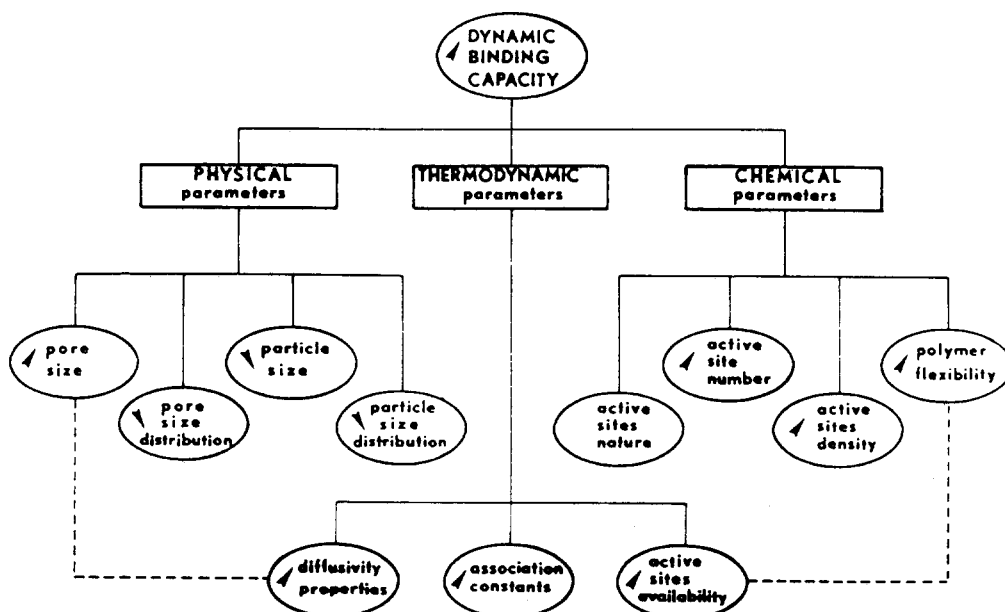 DYNAMIC
BINDING
CAPACITY
PHYSICAL
parameters
THERMODYNAMIC
parameters
CHEMICAL
parameters
pore
size
pore
size
distribution
particle
size
particle
size
distribution
active
sites
nature
active
site
number
active
sites
density
polymer
flexibility
diffusivity
properties
association
constants
active
sites
availability